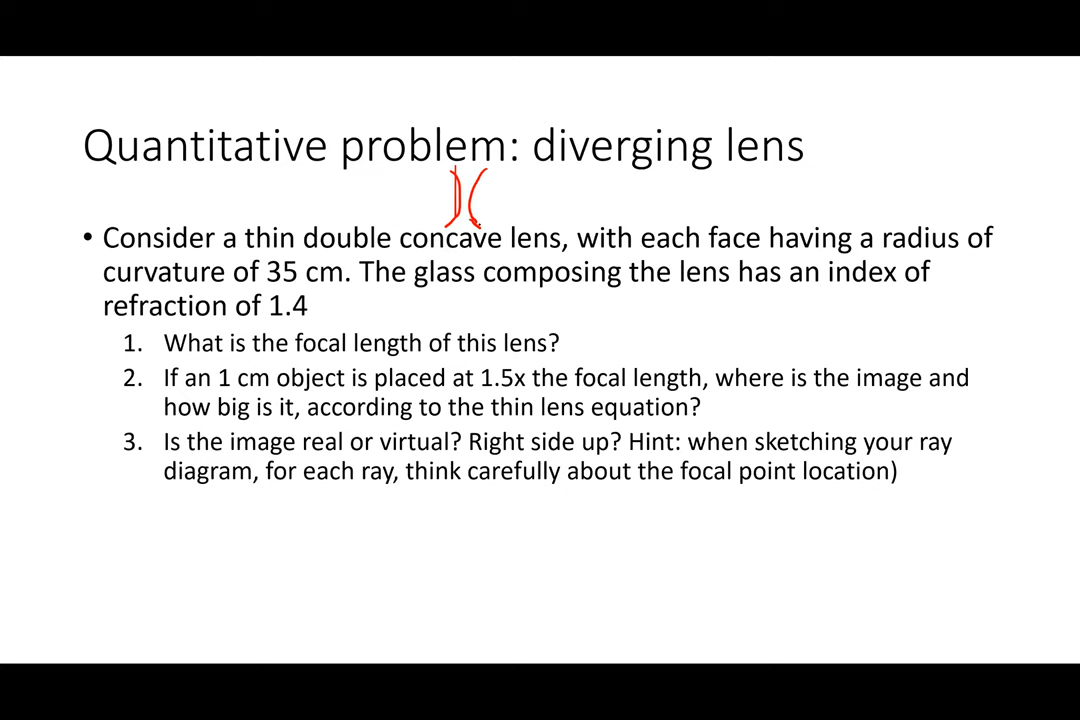 Quantitative problem: diverging lens
• Consider a thin double concave lens, with each face having a radius of
curvature of 35 cm. The glass composing the lens has an index of
refraction of 1.4
1. What is the focal length of this lens?
2. If an 1 cm object is placed at 1.5x the focal length, where is the image and
how big is it, according to the thin lens equation?
3. Is the image real or virtual? Right side up? Hint: when sketching your ray
diagram, for each ray, think carefully about the focal point location)